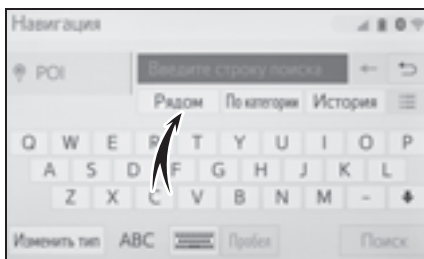 Навигация
POI Введите строку поиска
Рядом По категории История
Q W E R T Y U I O P
A S D F G H J K L
Z X C V B N M -
Изменить тип ABC Пробел Поиск